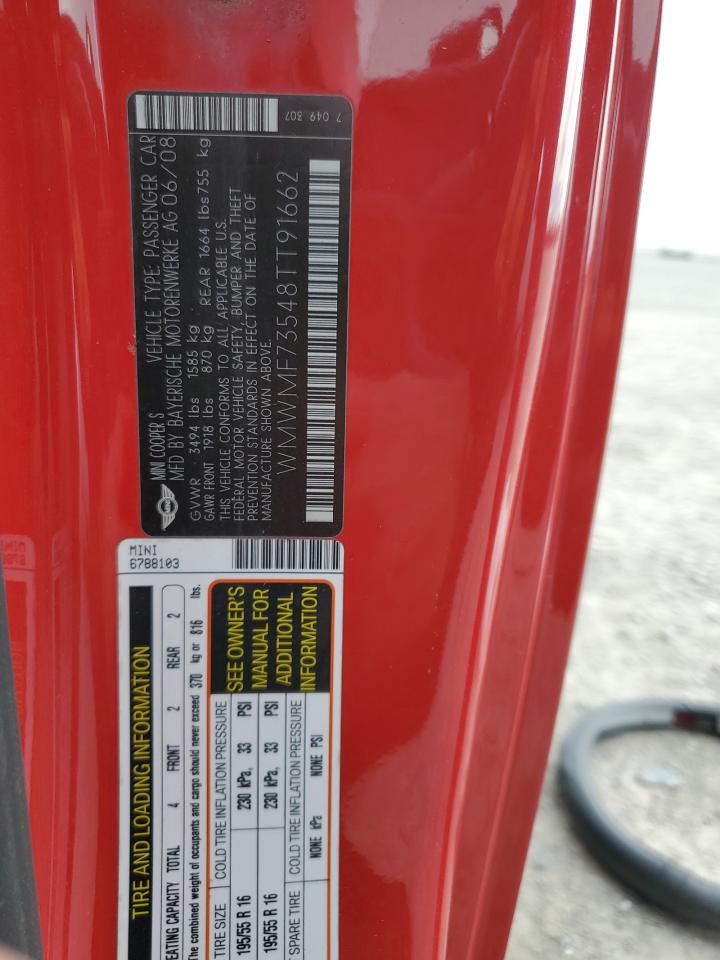 MINI COOPER S VEHICLE TYPE: PASSENGER CAR
MFD BY BAYERISCHE MOTORENWERKE AG 06/08
GVWR 3494 lbs 1585 kg
GAWR FRONT 1918 lbs 870 kg REAR 1664 lbs 755 kg
THIS VEHICLE CONFORMS TO ALL APPLICABLE U.S.
FEDERAL MOTOR VEHICLE SAFETY, BUMPER AND THEFT
PREVENTION STANDARDS IN EFFECT ON THE DATE OF
MANUFACTURE SHOWN ABOVE.
WMWMF73548TT91662
7 049 307
MINI
6788103
TIRE AND LOADING INFORMATION
EATING CAPACITY TOTAL 4 FRONT 2 REAR 2
The combined weight of occupants and cargo should never exceed 370 kg or 816 lbs.
TIRE SIZE COLD TIRE INFLATION PRESSURE
195/55 R 16 230 kPa, 33 PSI
195/55 R 16 230 kPa, 33 PSI
SPARE TIRE COLD TIRE INFLATION PRESSURE
NONE kPa NONE PSI
SEE OWNER'S
MANUAL FOR
ADDITIONAL
INFORMATION